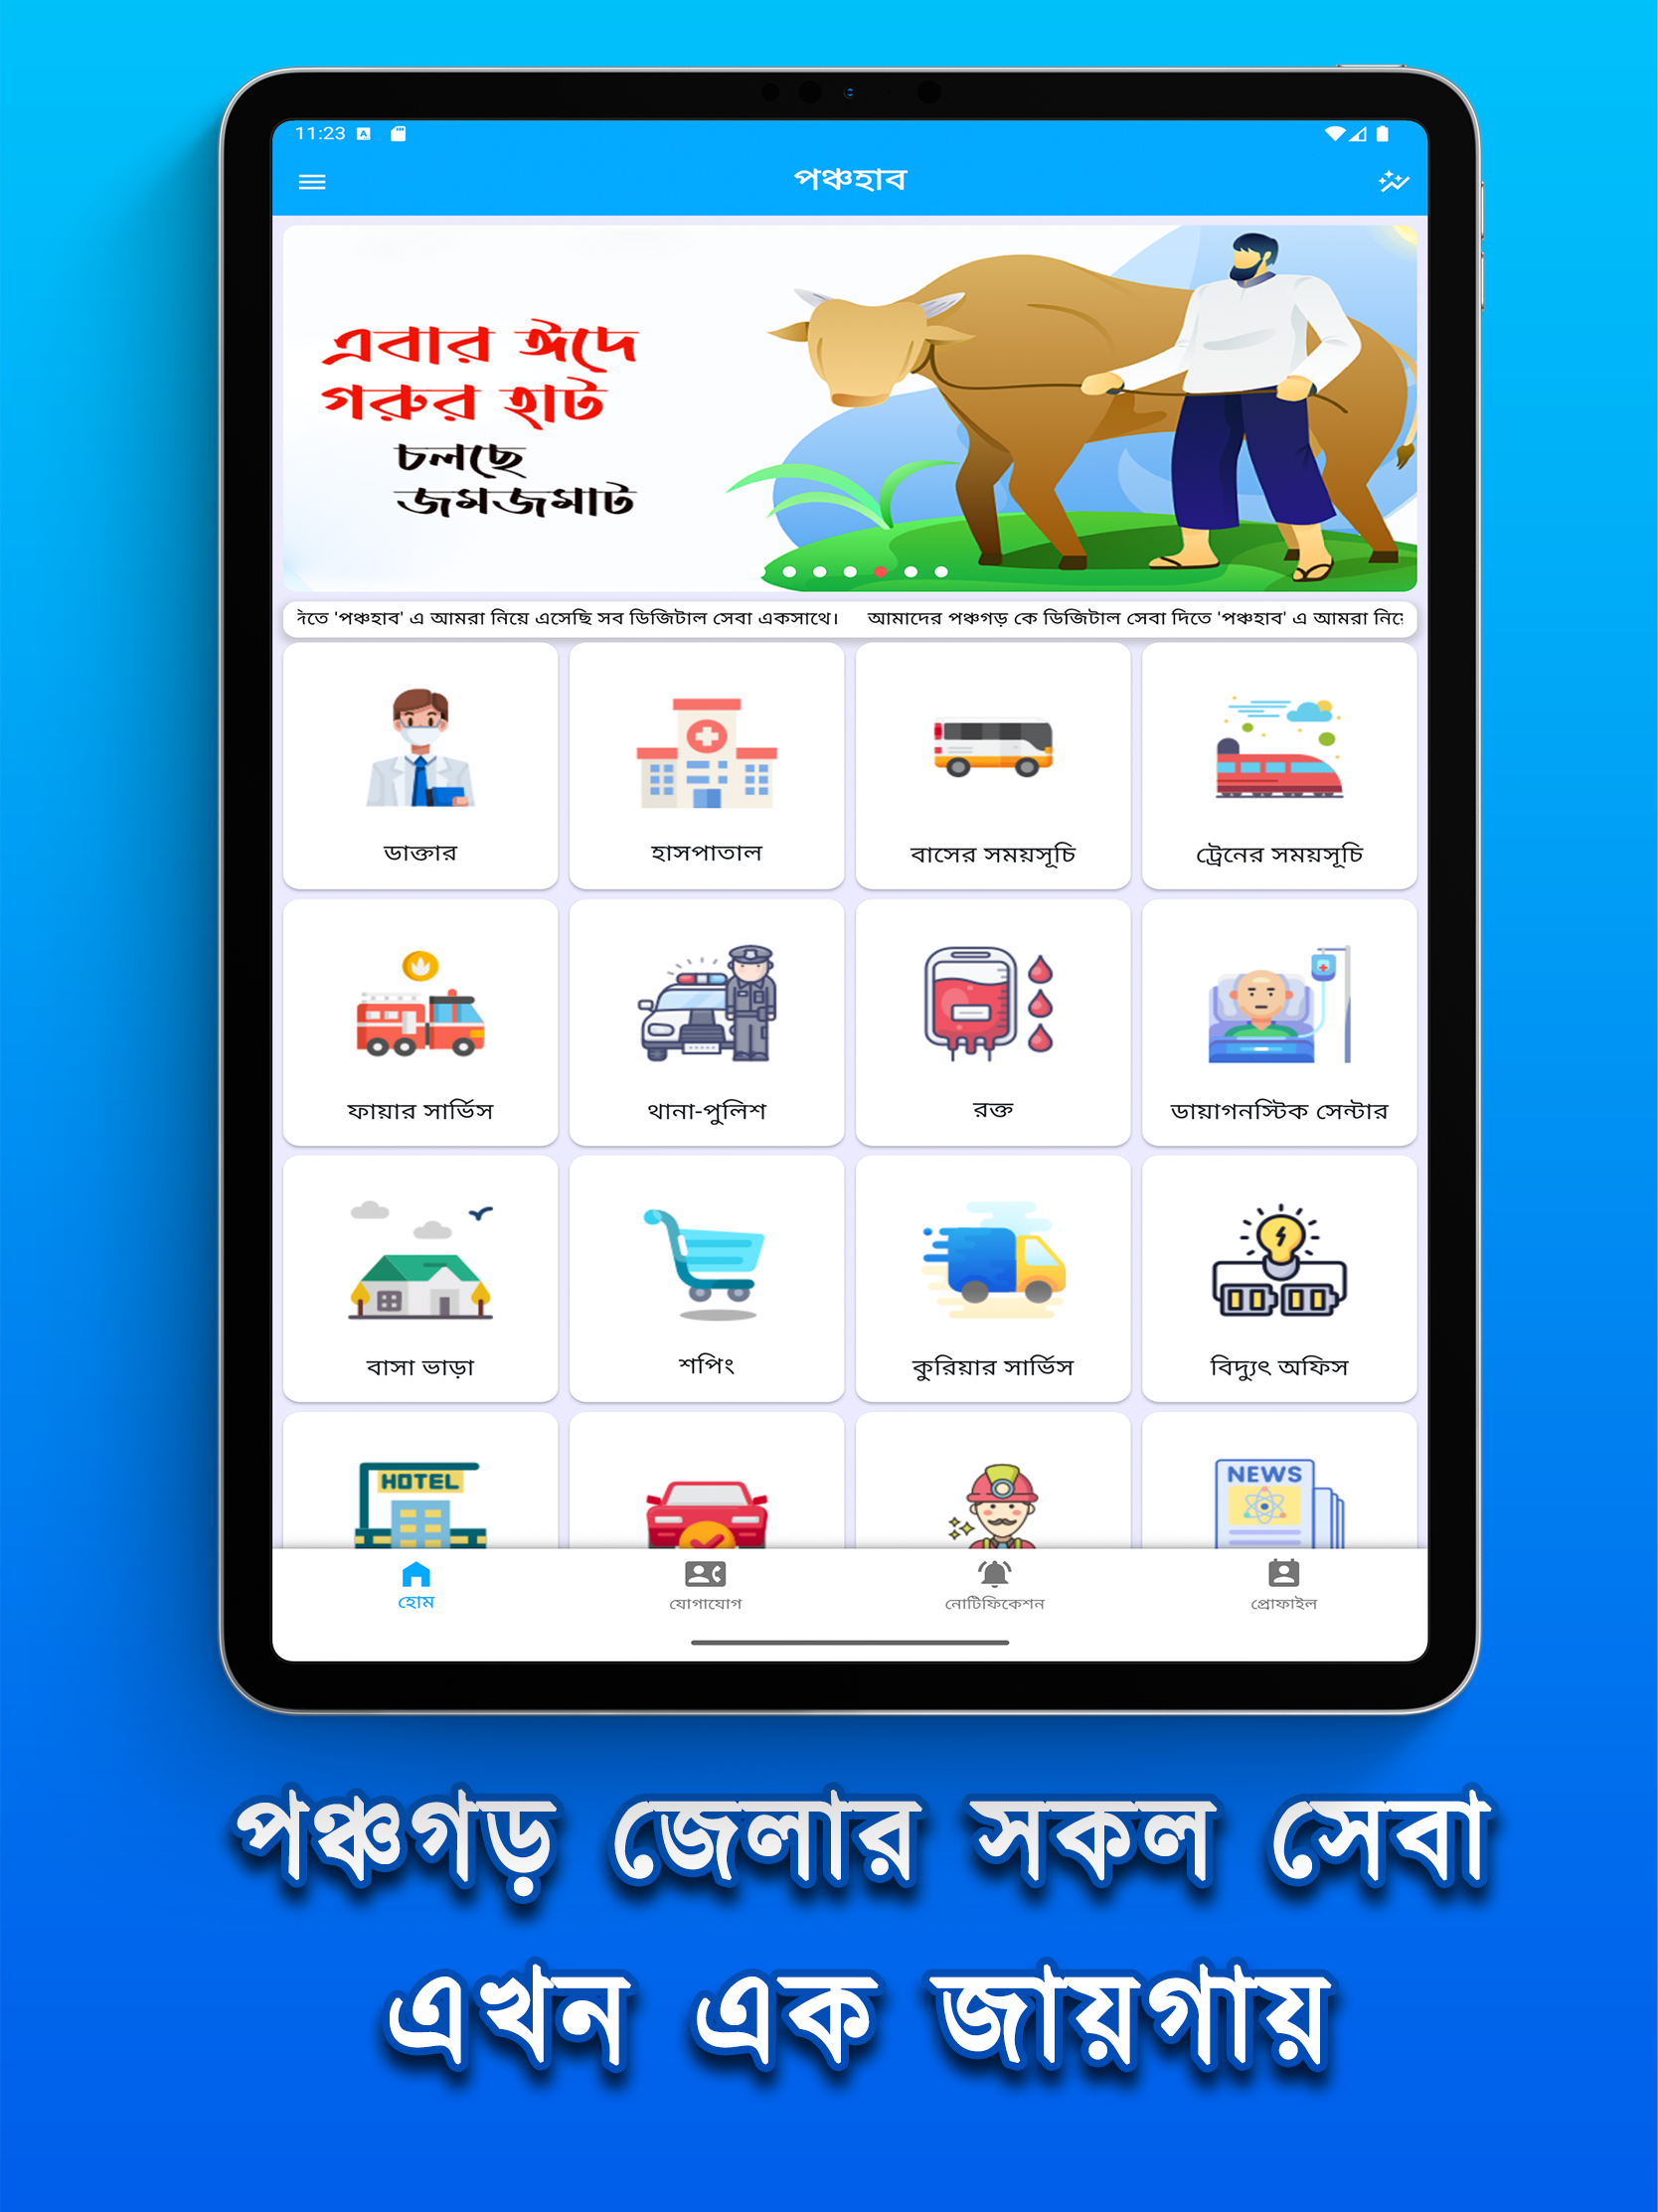 11:23
পঞ্চহাব
এবার ঈদে
গরুর হাট
চলছে
জমজমাট
'পঞ্চহাব' এ আমরা নিয়ে এসেছি সব ডিজিটাল সেবা একসাথে। আমাদের পঞ্চগড় কে ডিজিটাল সেবা দিতে 'পঞ্চহাব' এ আমরা
ডাক্তার হাসপাতাল বাসের সময়সূচি ট্রেনের সময়সূচি
ফায়ার সার্ভিস থানা-পুলিশ রক্ত ডায়াগনস্টিক সেন্টার
বাসা ভাড়া শপিং কুরিয়ার সার্ভিস বিদ্যুৎ অফিস
HOTEL NEWS
হোম যোগাযোগ নোটিফিকেশন প্রোফাইল
পঞ্চগড় জেলার সকল সেবা
এখন এক জায়গায়